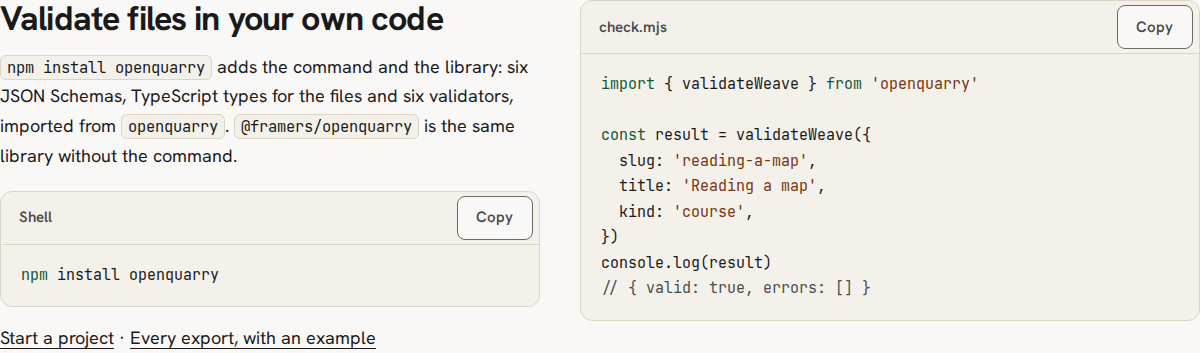 Validate files in your own code
npm install openquarry adds the command and the library: six
JSON Schemas, TypeScript types for the files and six validators,
imported from openquarry. @framers/openquarry is the same
library without the command.
Shell
Copy
npm install openquarry
Start a project · Every export, with an example
check.mjs
Copy
import { validateWeave } from 'openquarry'
const result = validateWeave({
  slug: 'reading-a-map',
  title: 'Reading a map',
  kind: 'course',
})
console.log(result)
// { valid: true, errors: [] }